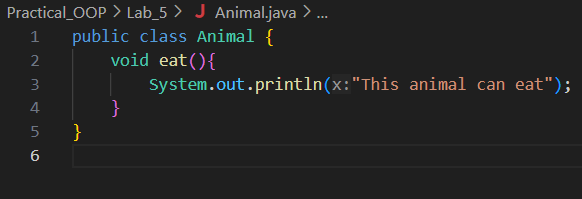 Practical_OOP > Lab_5 > J Animal.java > ...
1 public class Animal {
2     void eat(){
3         System.out.println(x:"This animal can eat");
4     }
5 }
6